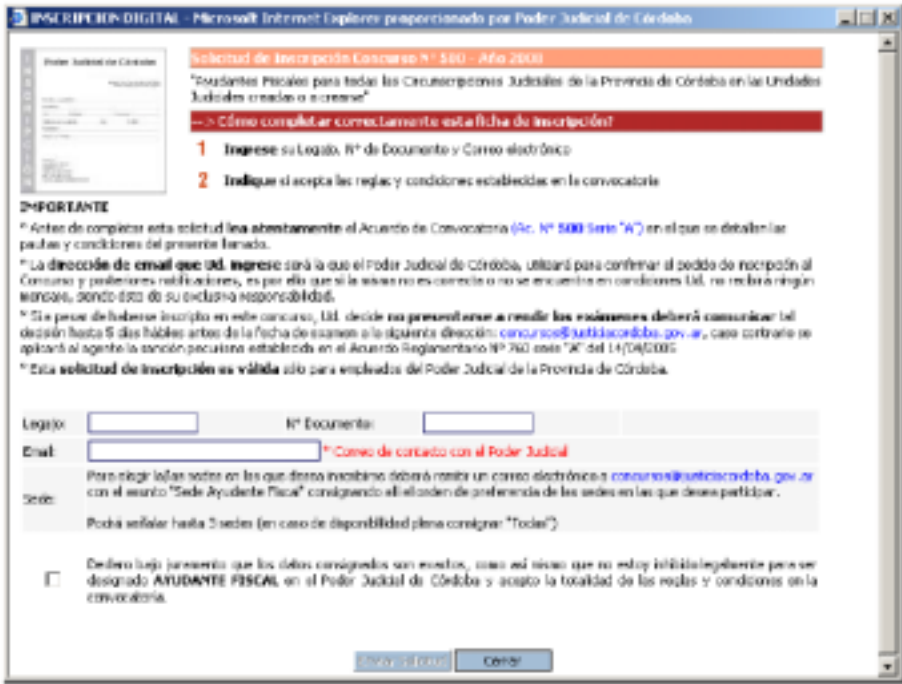 INSCRIPCION DIGITAL - Microsoft Internet Explorer proporcionado por Poder Judicial de Córdoba
Poder Judicial de Córdoba
INSCRIPCIÓN
Solicitud de Inscripción Concurso N° 580 - Año 2008
"Ayudantes Fiscales para todas las Circunscripciones Judiciales de la Provincia de Córdoba en las Unidades
Judiciales creadas o a crearse"
--> Cómo completar correctamente esta ficha de Inscripción?
1 Ingrese su Legajo, N° de Documento y Correo electrónico
2 Indique si acepta las reglas y condiciones establecidas en la convocatoria
IMPORTANTE
* Antes de completar esta solicitud lea atentamente el Acuerdo de Convocatoria (Ac. N° 580 Serie "A") en el que se detallan las
pautas y condiciones del presente llamado.
* La dirección de email que Ud. ingrese será la que el Poder Judicial de Córdoba, utilizará para confirmar el pedido de inscripción al
Concurso y posteriores notificaciones, es por ello que si la misma no es correcta o no se encuentra en condiciones Ud. no recibirá ningún
mensaje, siendo ésto de su exclusiva responsabilidad.
* Si a pesar de haberse inscripto en este concurso, Ud. decide no presentarse a rendir los exámenes deberá comunicar tal
decisión hasta 5 días hábiles antes de la fecha de examen a la siguiente dirección: concursos@justiciacordoba.gov.ar, caso contrario se
aplicará al agente la sanción pecuniaria establecida en el Acuerdo Reglamentario N° 760 serie "A" del 14/04/2005
* Esta solicitud de inscripción es válida sólo para empleados del Poder Judicial de la Provincia de Córdoba.
Legajo: N° Documento:
Email: * Correo de contacto con el Poder Judicial
Para elegir la/las sedes en las que desea inscribirse deberá remitir un correo electrónico a concursos@justiciacordoba.gov.ar
con el asunto "Sede Ayudante Fiscal" consignando allí el orden de preferencia de las sedes en las que desea participar.
Sede:
Podrá señalar hasta 3 sedes (en caso de disponibilidad plena consignar "Todas")
Declaro bajo juramento que los datos consignados son exactos, como así mismo que no estoy inhibido legalmente para ser
designado AYUDANTE FISCAL en el Poder Judicial de Córdoba y acepto la totalidad de las reglas y condiciones en la
convocatoria.
Cerrar